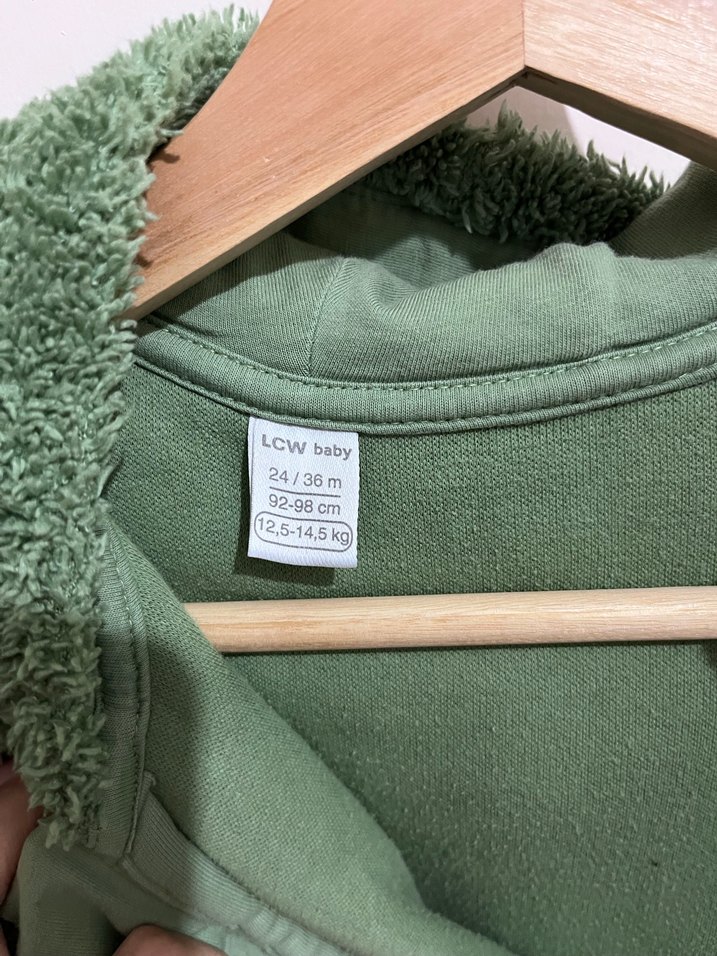 LCW baby
24 / 36 m
92-98 cm
12,5-14,5 kg